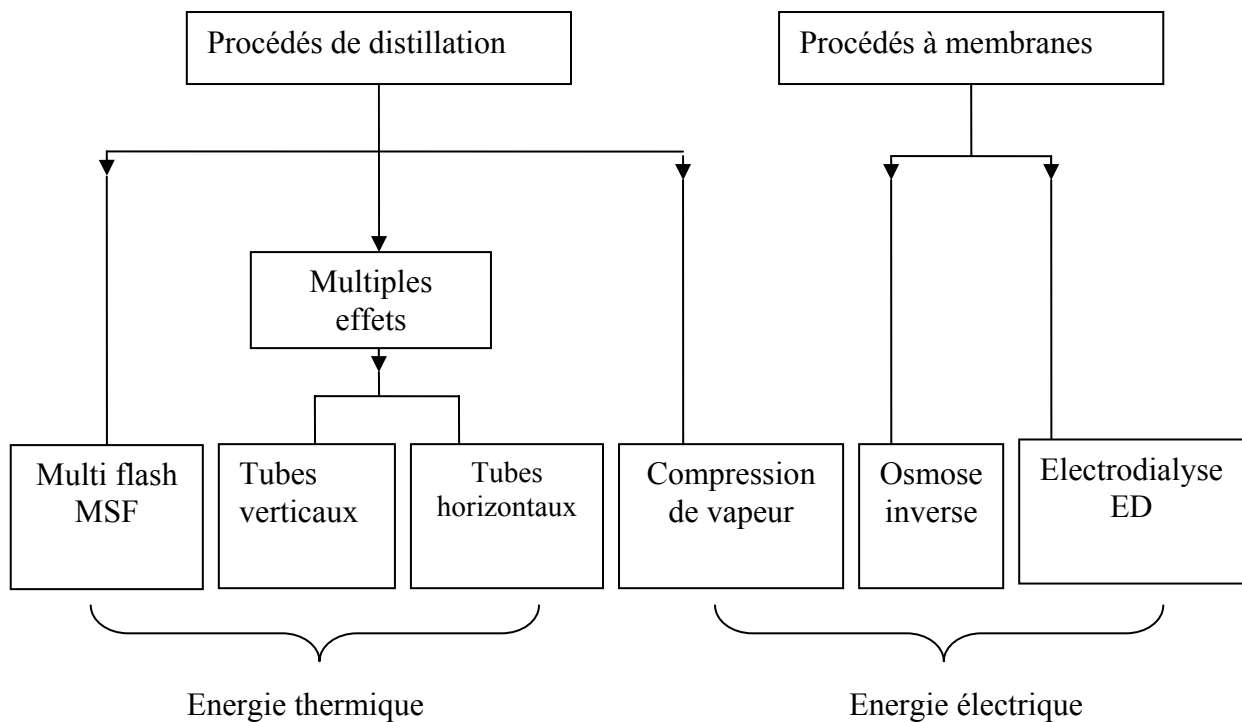 Procédés de distillation
Procédés à membranes
Multiples
effets
Multi flash
MSF
Tubes
verticaux
Tubes
horizontaux
Compression
de vapeur
Osmose
inverse
Electrodialyse
ED
Energie thermique
Energie électrique